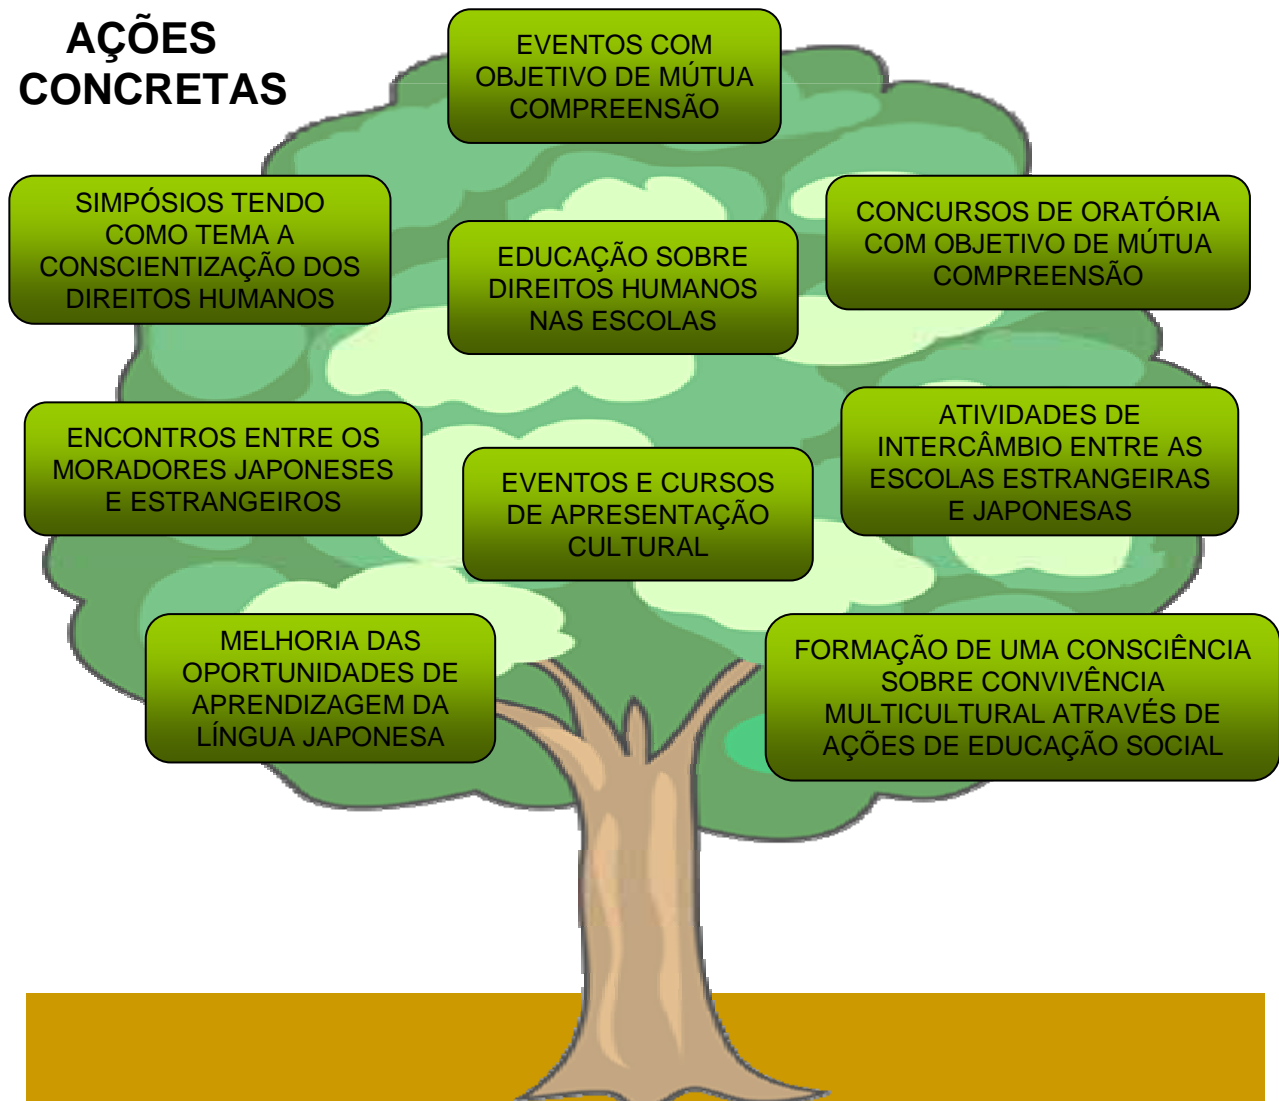 AÇÕES
CONCRETAS
EVENTOS COM
OBJETIVO DE MÚTUA
COMPREENSÃO
SIMPÓSIOS TENDO
COMO TEMA A
CONSCIENTIZAÇÃO DOS
DIREITOS HUMANOS
EDUCAÇÃO SOBRE
DIREITOS HUMANOS
NAS ESCOLAS
CONCURSOS DE ORATÓRIA
COM OBJETIVO DE MÚTUA
COMPREENSÃO
ENCONTROS ENTRE OS
MORADORES JAPONESES
E ESTRANGEIROS
EVENTOS E CURSOS
DE APRESENTAÇÃO
CULTURAL
ATIVIDADES DE
INTERCÂMBIO ENTRE AS
ESCOLAS ESTRANGEIRAS
E JAPONESAS
MELHORIA DAS
OPORTUNIDADES DE
APRENDIZAGEM DA
LÍNGUA JAPONESA
FORMAÇÃO DE UMA CONSCIÊNCIA
SOBRE CONVIVÊNCIA
MULTICULTURAL ATRAVÉS DE
AÇÕES DE EDUCAÇÃO SOCIAL